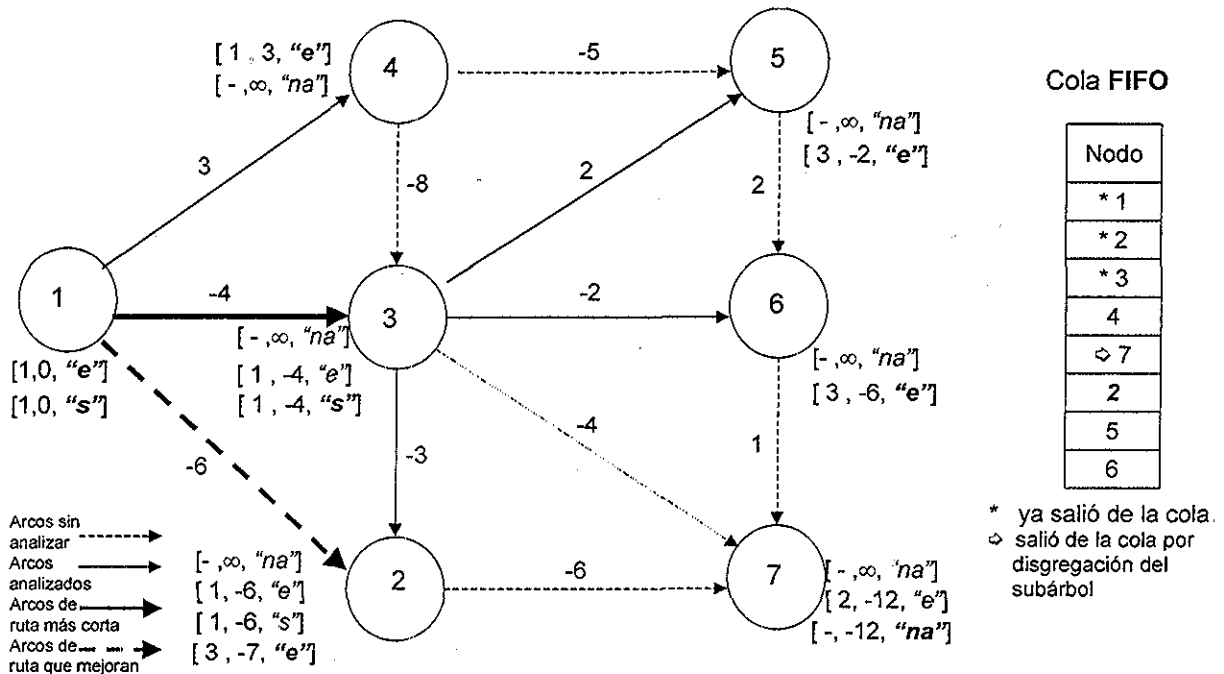 [ 1 , 3, “e”]
[ - ,∞, “na”]
4
-5
5
[ - ,∞, “na”]
[ 3 , -2, “e”]
3
-8
2
2
1
[1,0, “e”]
[1,0, “s”]
-4
3
[ - ,∞, “na”]
[ 1 , -4, “e”]
[ 1 , -4, “s”]
-2
6
[ - ,∞, “na”]
[ 3 , -6, “e”]
-6
-3
-4
1
2
[- ,∞, “na”]
[ 1, -6, “e”]
[ 1, -6, “s”]
[ 3 , -7, “e”]
-6
7
[ - ,∞, “na”]
[ 2, -12, “e”]
[ -, -12, “na”]
Arcos sin
analizar
Arcos
analizados
Arcos de
ruta más corta
Arcos de
ruta que mejoran
Cola FIFO
Nodo
* 1
* 2
* 3
4
➪ 7
2
5
6
* ya salió de la cola.
➪ salió de la cola por
disgregación del
subárbol